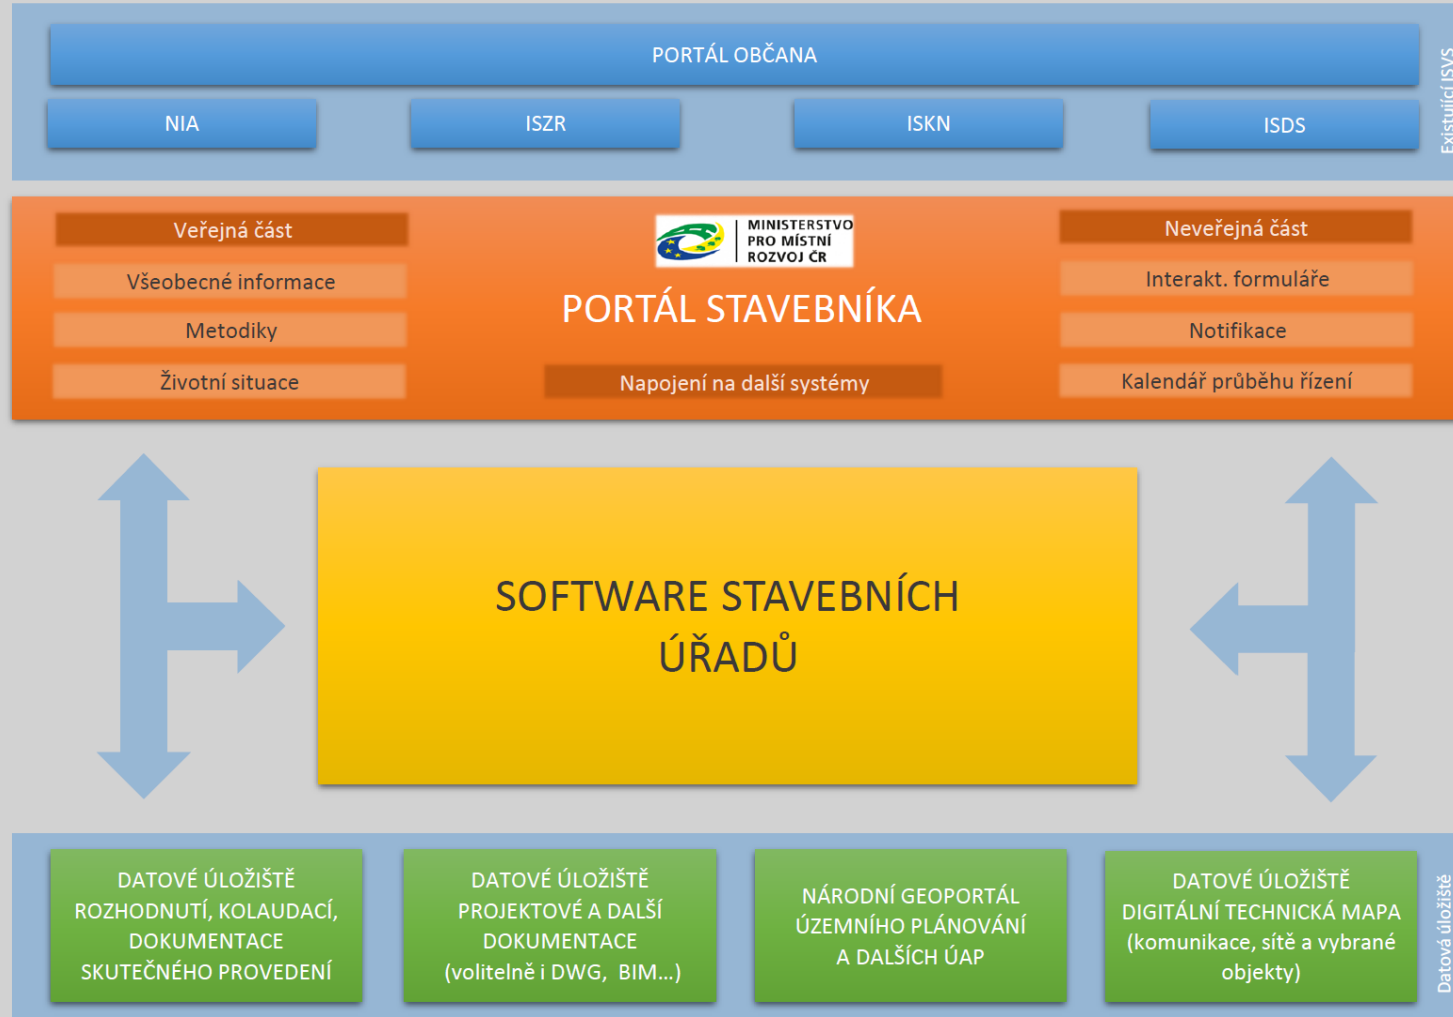 PORTÁL OBČANA
NIA
ISZR
ISKN
ISDS
Existující ISVS
Veřejná část
Všeobecné informace
Metodiky
Životní situace
MINISTERSTVO
PRO MÍSTNÍ
ROZVOJ ČR
PORTÁL STAVEBNÍKA
Napojení na další systémy
Neveřejná část
Interakt. formuláře
Notifikace
Kalendář průběhu řízení
SOFTWARE STAVEBNÍCH
ÚŘADŮ
DATOVÉ ÚLOŽIŠTĚ
ROZHODNUTÍ, KOLAUDACÍ,
DOKUMENTACE
SKUTEČNÉHO PROVEDENÍ
DATOVÉ ÚLOŽIŠTĚ
PROJEKTOVÉ A DALŠÍ
DOKUMENTACE
(volitelně i DWG, BIM...)
NÁRODNÍ GEOPORTÁL
ÚZEMNÍHO PLÁNOVÁNÍ
A DALŠÍCH ÚAP
DATOVÉ ÚLOŽIŠTĚ
DIGITÁLNÍ TECHNICKÁ MAPA
(komunikace, sítě a vybrané
objekty)
Datová úložiště